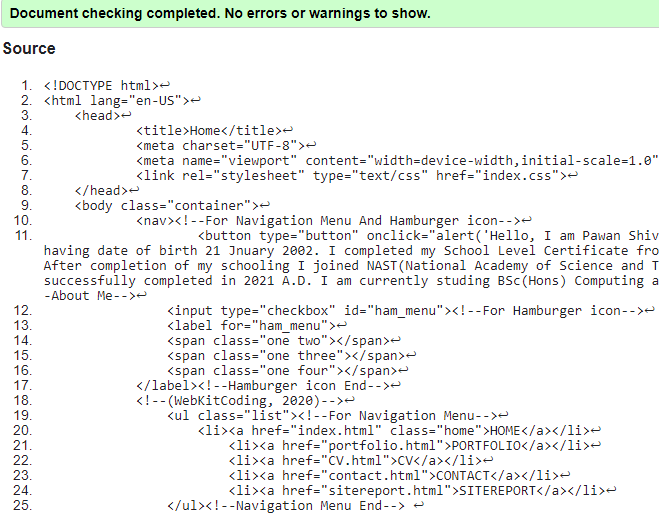 Document checking completed. No errors or warnings to show.
Source
1. <!DOCTYPE html>↩
2. <html lang="en-US">↩
3. <head>↩
4. <title>Home</title>↩
5. <meta charset="UTF-8">↩
6. <meta name="viewport" content="width=device-width,initial-scale=1.0"
7. <link rel="stylesheet" type="text/css" href="index.css">↩
8. </head>↩
9. <body class="container">↩
10. <nav><!--For Navigation Menu And Hamburger icon-->↩
11. <button type="button" onclick="alert('Hello, I am Pawan Shiv
having date of birth 21 Jnuary 2002. I completed my School Level Certificate fro
After completion of my schooling I joined NAST(National Academy of Science and T
successfully completed in 2021 A.D. I am currently studing BSc(Hons) Computing a
-About Me-->↩
12. <input type="checkbox" id="ham_menu"><!--For Hamburger icon-->↩
13. <label for="ham_menu">↩
14. <span class="one two"></span>↩
15. <span class="one three"></span>↩
16. <span class="one four"></span>↩
17. </label><!--Hamburger icon End-->↩
18. <!--(WebKitCoding, 2020)-->↩
19. <ul class="list"><!--For Navigation Menu-->↩
20. <li><a href="index.html" class="home">HOME</a></li>↩
21. <li><a href="portfolio.html">PORTFOLIO</a></li>↩
22. <li><a href="CV.html">CV</a></li>↩
23. <li><a href="contact.html">CONTACT</a></li>↩
24. <li><a href="sitereport.html">SITEREPORT</a></li>↩
25. </ul><!--Navigation Menu End--> ↩